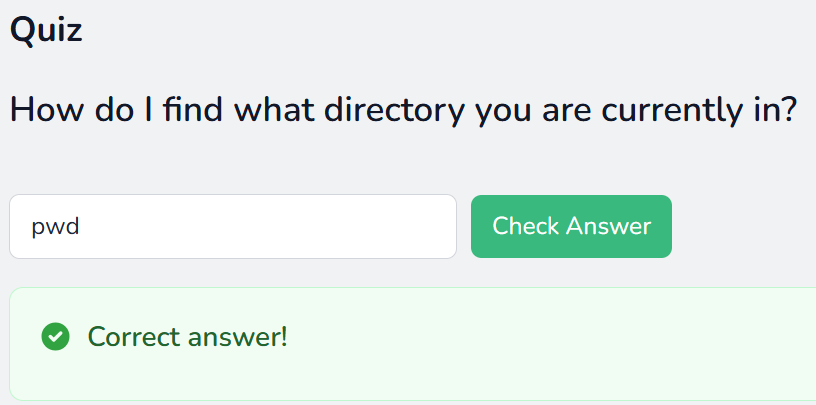 Quiz
How do I find what directory you are currently in?
pwd
Check Answer
Correct answer!